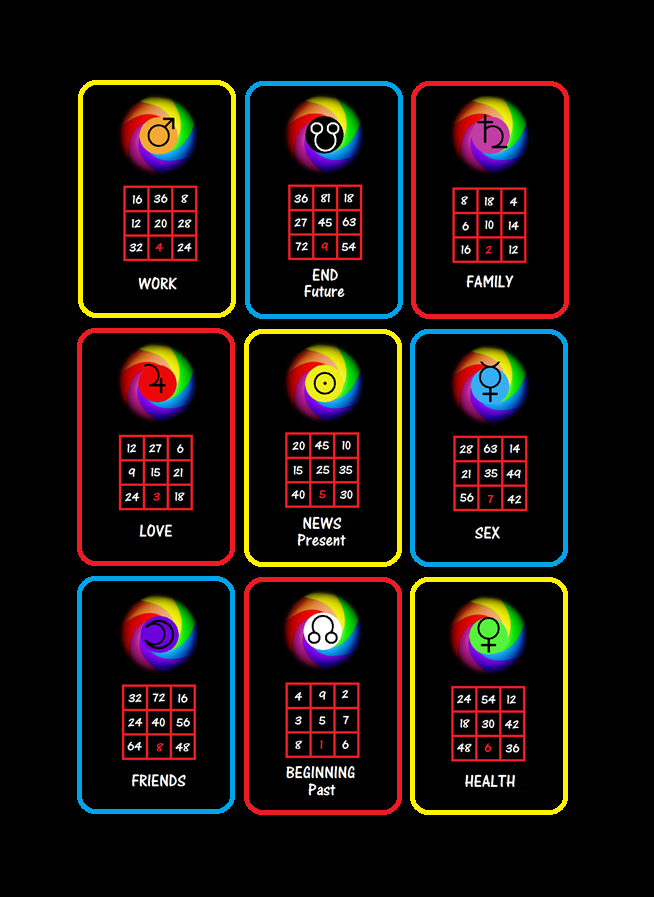 16 36 8
12 20 28
32 4 24
WORK
36 81 18
27 45 63
72 9 54
END
Future
8 18 4
6 10 14
16 2 12
FAMILY
12 27 6
9 15 21
24 3 18
LOVE
20 45 10
15 25 35
40 5 30
NEWS
Present
28 63 14
21 35 49
56 7 42
SEX
32 72 16
24 40 56
64 8 48
FRIENDS
4 9 2
3 5 7
8 1 6
BEGINNING
Past
24 54 12
18 30 42
48 6 36
HEALTH